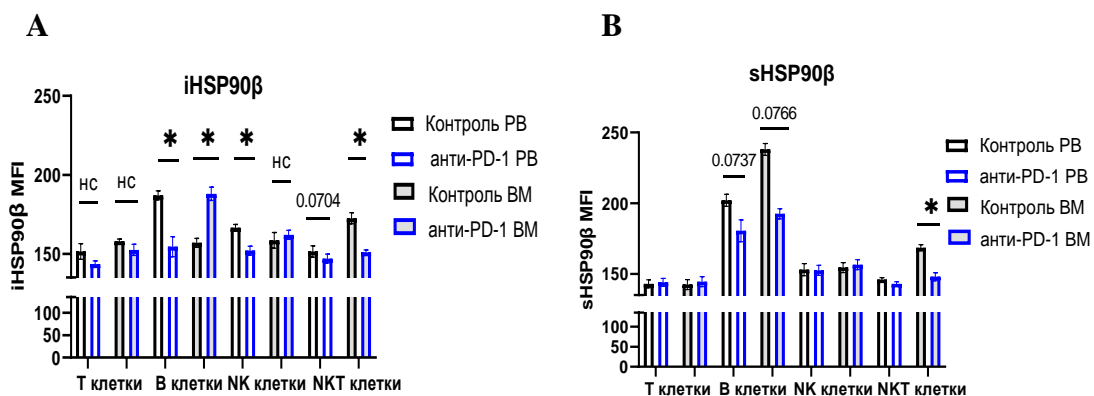 A
iHSP90β
iHSP90β MFI
250
200
150
100
50
0
нс
нс
*
*
*
нс
0.0704
*
Т клетки
В клетки
NK клетки
NKT клетки
Контроль PB
анти-PD-1 PB
Контроль BM
анти-PD-1 BM
B
sHSP90β
sHSP90β MFI
250
200
150
100
50
0
0.0737
0.0766
*
Т клетки
В клетки
NK клетки
NKT клетки
Контроль PB
анти-PD-1 PB
Контроль BM
анти-PD-1 BM